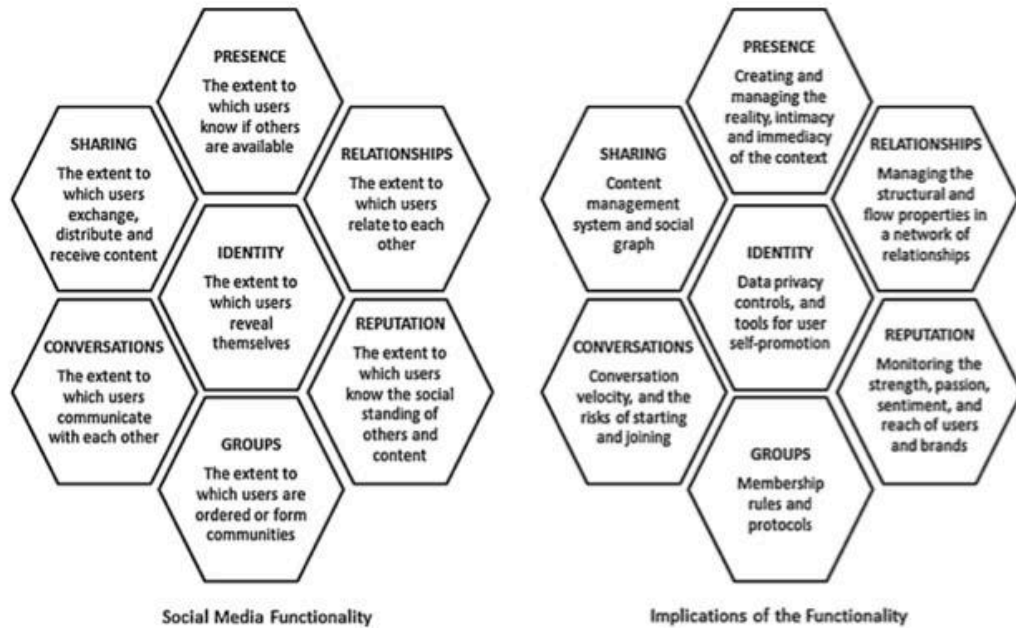 PRESENCE
The extent to
which users
know if others
are available
SHARING
The extent to
which users
exchange,
distribute and
receive content
RELATIONSHIPS
The extent to
which users
relate to each
other
IDENTITY
The extent to
which users
reveal
themselves
CONVERSATIONS
The extent to
which users
communicate
with each other
REPUTATION
The extent to
which users
know the social
standing of
others and
content
GROUPS
The extent to
which users are
ordered or form
communities
Social Media Functionality
PRESENCE
Creating and
managing the
reality, intimacy
and immediacy
of the context
SHARING
Content
management
system and social
graph
RELATIONSHIPS
Managing the
structural and
flow properties in
a network of
relationships
IDENTITY
Data privacy
controls, and
tools for user
self-promotion
CONVERSATIONS
Conversation
velocity, and the
risks of starting
and joining
REPUTATION
Monitoring the
strength, passion,
sentiment, and
reach of users
and brands
GROUPS
Membership
rules and
protocols
Implications of the Functionality